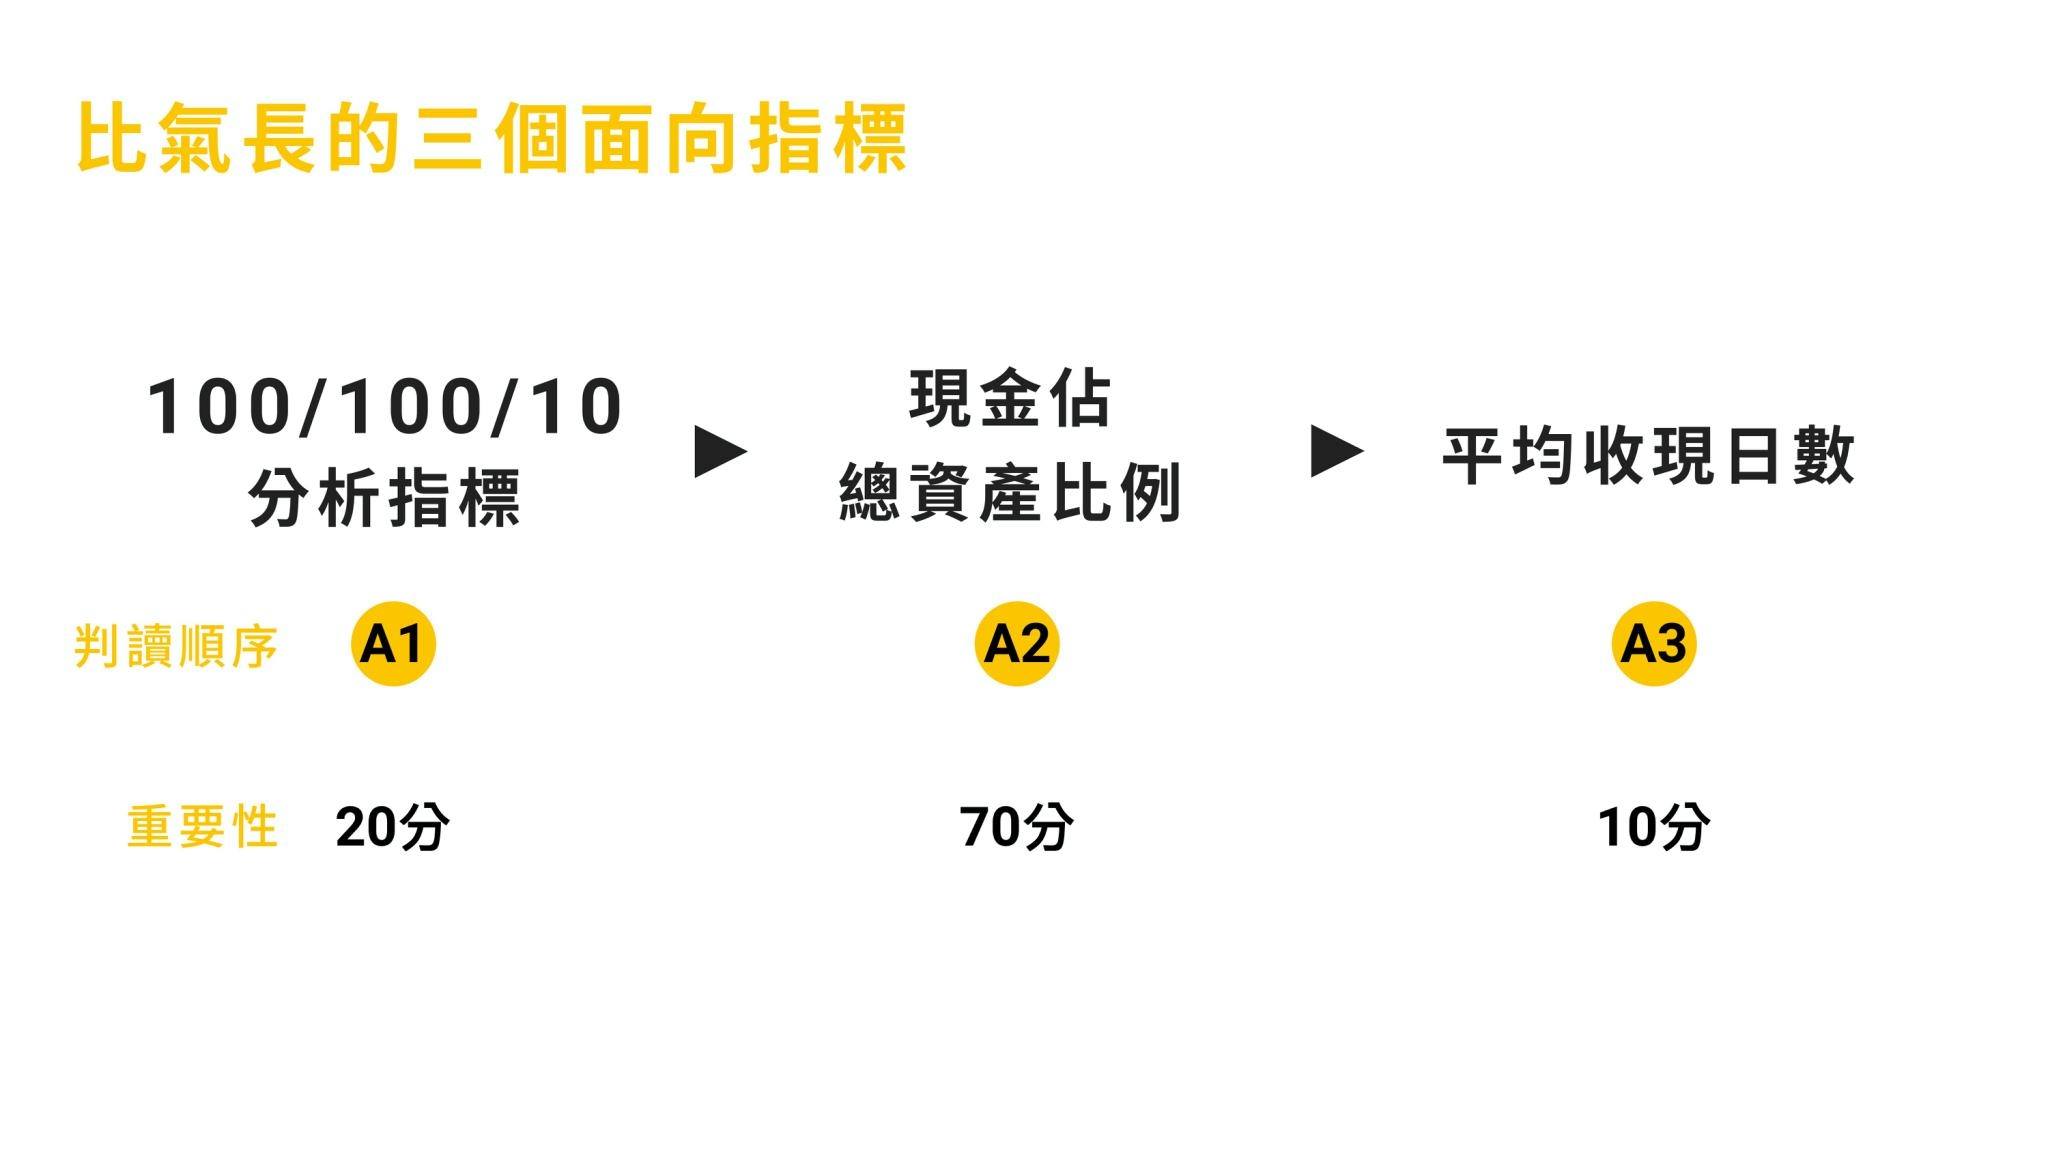 比氣長的三個面向指標
100/100/10
分析指標
現金佔
總資產比例
平均收現日數
判讀順序 A1 A2 A3
重要性 20分 70分 10分